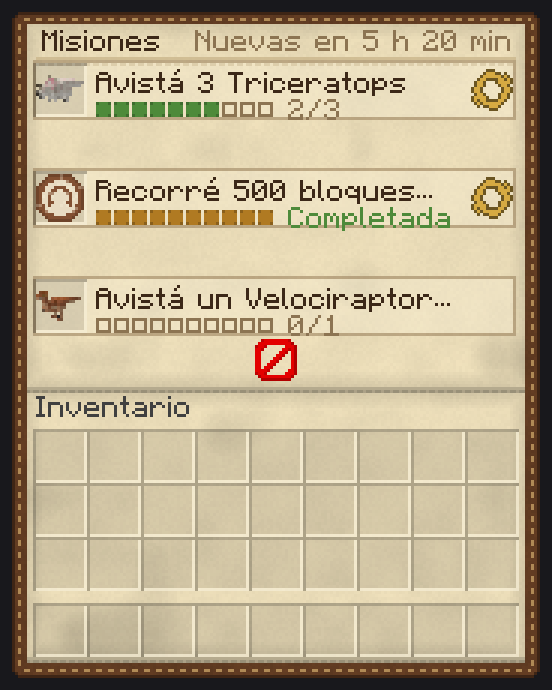 Misiones Nuevas en 5 h 20 min
Avistá 3 Triceratops
2/3
Recorré 500 bloques...
Completada
Avistá un Velociraptor...
0/1
Inventario